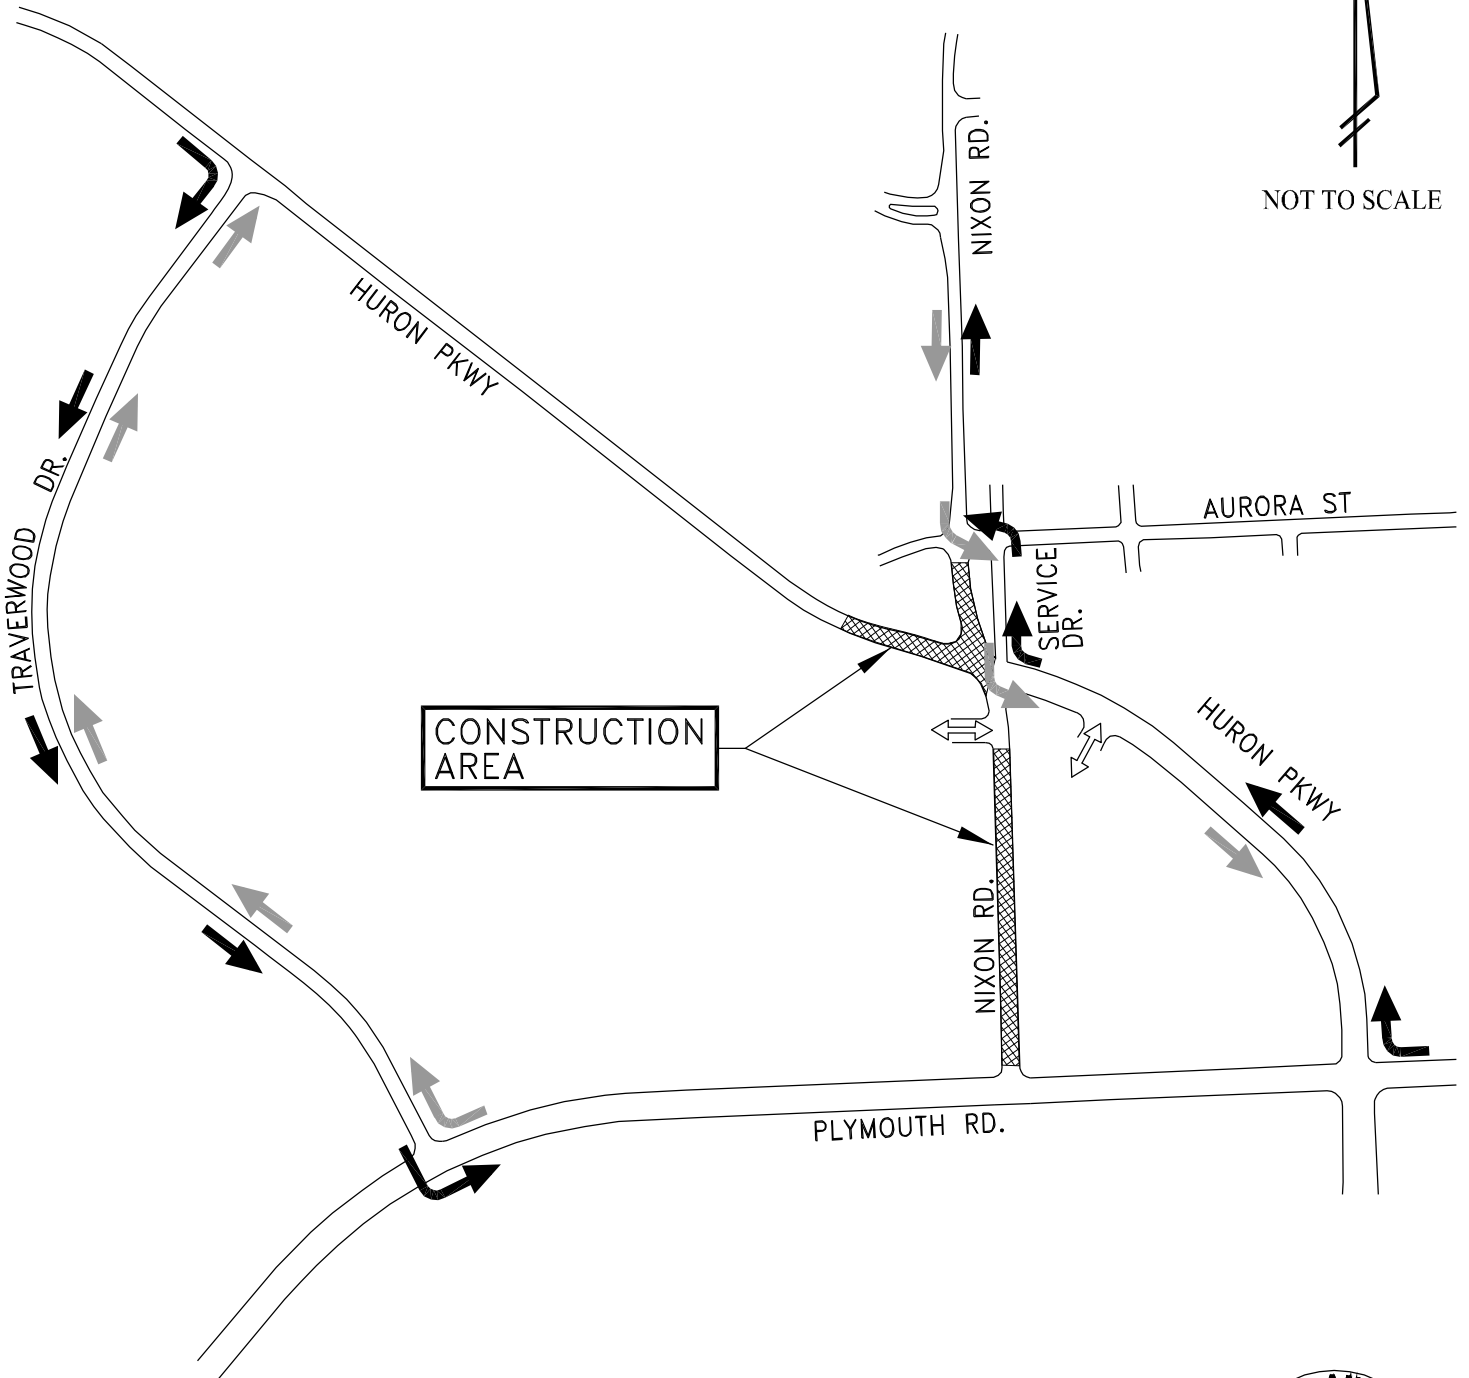 NIXON RD.
NOT TO SCALE
HURON PKWY
TRAVERWOOD DR.
AURORA ST
SERVICE
DR.
CONSTRUCTION
AREA
HURON PKWY
NIXON RD.
PLYMOUTH RD.